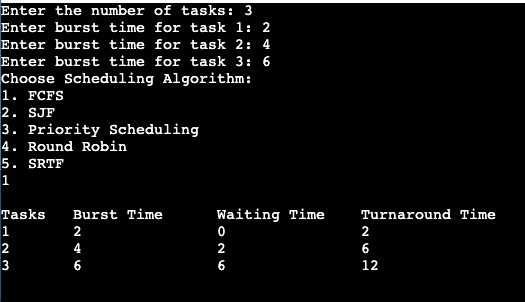 Enter the number of tasks: 3
Enter burst time for task 1: 2
Enter burst time for task 2: 4
Enter burst time for task 3: 6
Choose Scheduling Algorithm:
1. FCFS
2. SJF
3. Priority Scheduling
4. Round Robin
5. SRTF
1
Tasks Burst Time Waiting Time Turnaround Time
1 2 0 2
2 4 2 6
3 6 6 12